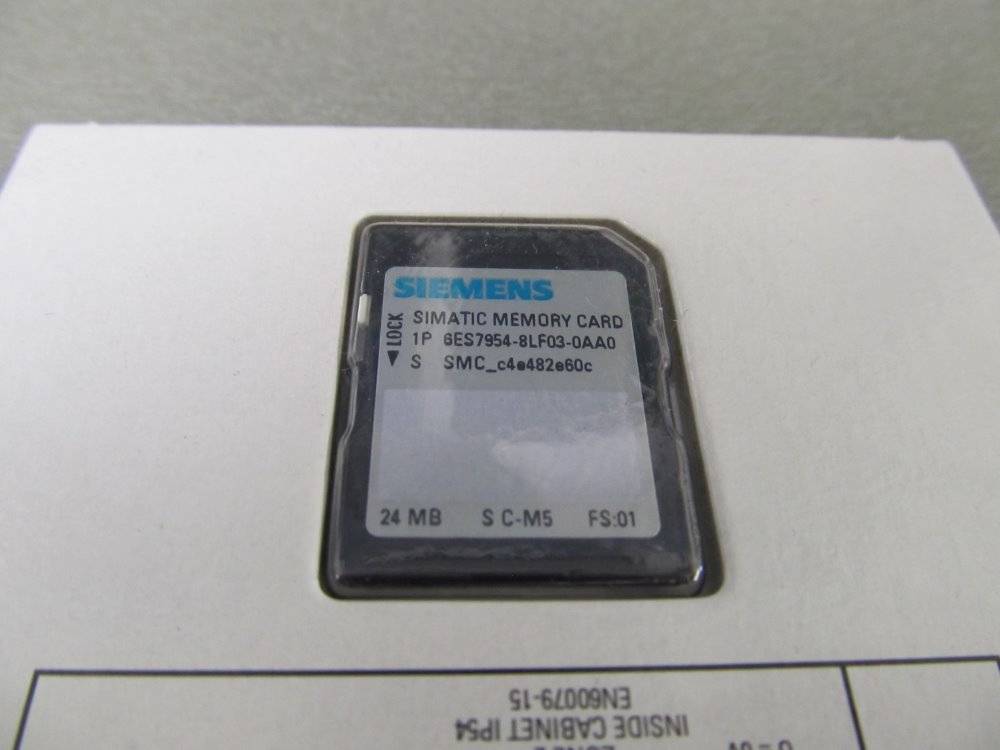 SIEMENS
◄LOCK
SIMATIC MEMORY CARD
1P 6ES7954-8LF03-0AA0
S SMC_c4e482e60c
24 MB S C-M5 FS:01
INSIDE CABINET IP54
EN60079-15